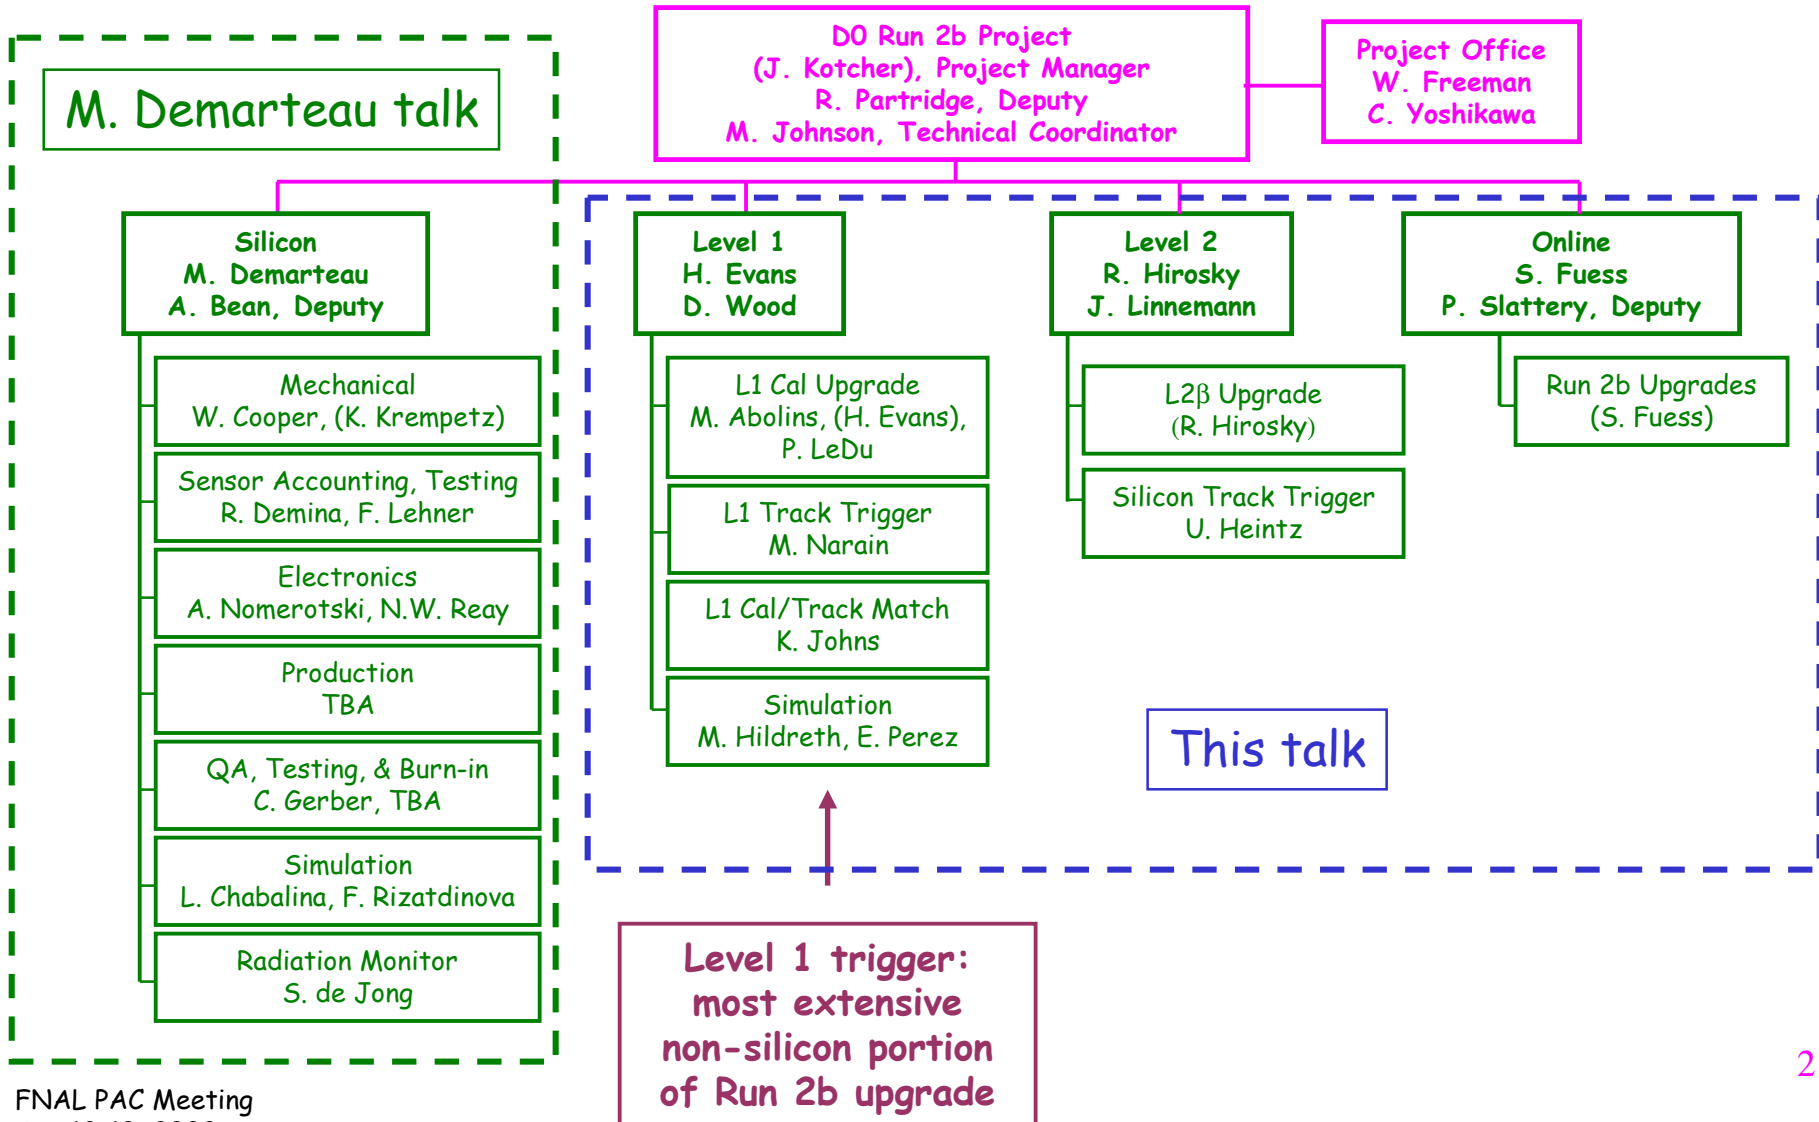 M. Demarteau talk
D0 Run 2b Project
(J. Kotcher), Project Manager
R. Partridge, Deputy
M. Johnson, Technical Coordinator
Project Office
W. Freeman
C. Yoshikawa
Silicon
M. Demarteau
A. Bean, Deputy
Mechanical
W. Cooper, (K. Krempetz)
Sensor Accounting, Testing
R. Demina, F. Lehner
Electronics
A. Nomerotski, N.W. Reay
Production
TBA
QA, Testing, & Burn-in
C. Gerber, TBA
Simulation
L. Chabalina, F. Rizatdinova
Radiation Monitor
S. de Jong
Level 1
H. Evans
D. Wood
L1 Cal Upgrade
M. Abolins, (H. Evans),
P. LeDu
L1 Track Trigger
M. Narain
L1 Cal/Track Match
K. Johns
Simulation
M. Hildreth, E. Perez
Level 2
R. Hirosky
J. Linnemann
L2β Upgrade
(R. Hirosky)
Silicon Track Trigger
U. Heintz
Online
S. Fuess
P. Slattery, Deputy
Run 2b Upgrades
(S. Fuess)
This talk
Level 1 trigger:
most extensive
non-silicon portion
of Run 2b upgrade
2
FNAL PAC Meeting